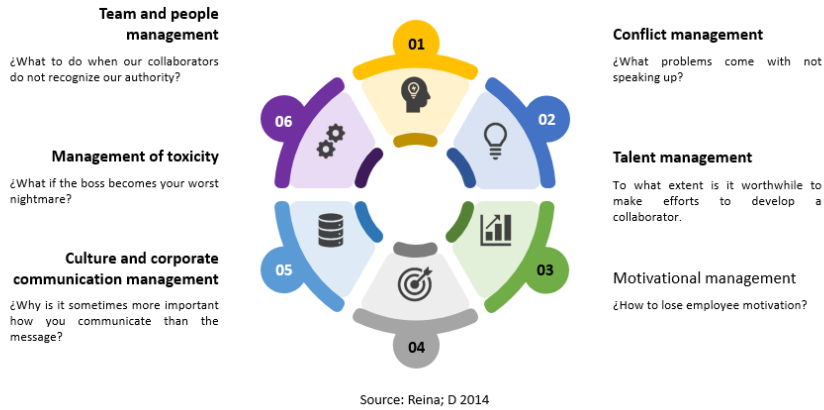 Team and people
management
¿What to do when our collaborators
do not recognize our authority?
Management of toxicity
¿What if the boss becomes your worst
nightmare?
Culture and corporate
communication management
¿Why is it sometimes more important
how you communicate than the
message?
01
02
03
04
05
06
Conflict management
¿What problems come with not
speaking up?
Talent management
To what extent is it worthwhile to
make efforts to develop a
collaborator.
Motivational management
¿How to lose employee motivation?
Source: Reina; D 2014